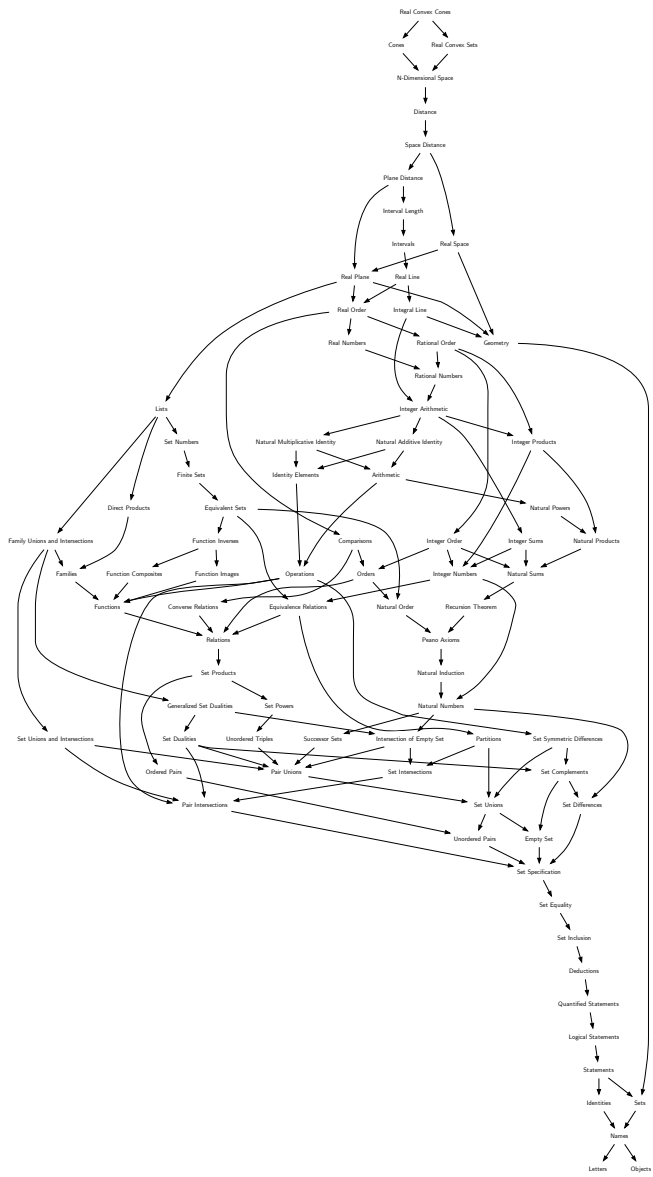 Real Convex Cones
Cones
Real Convex Sets
N-Dimensional Space
Distance
Space Distance
Plane Distance
Interval Length
Intervals
Real Space
Real Plane
Real Line
Real Order
Integral Line
Real Numbers
Rational Order
Geometry
Rational Numbers
Lists
Integer Arithmetic
Set Numbers
Natural Multiplicative Identity
Natural Additive Identity
Integer Products
Finite Sets
Identity Elements
Arithmetic
Direct Products
Equivalent Sets
Natural Powers
Family Unions and Intersections
Function Inverses
Comparisons
Integer Order
Integer Sums
Natural Products
Families
Function Composites
Function Images
Operations
Orders
Integer Numbers
Natural Sums
Functions
Converse Relations
Equivalence Relations
Natural Order
Recursion Theorem
Relations
Peano Axioms
Set Products
Natural Induction
Generalized Set Dualities
Set Powers
Natural Numbers
Set Unions and Intersections
Set Dualities
Unordered Triples
Successor Sets
Intersection of Empty Set
Partitions
Set Symmetric Differences
Ordered Pairs
Pair Unions
Set Intersections
Set Complements
Pair Intersections
Set Unions
Set Differences
Unordered Pairs
Empty Set
Set Specification
Set Equality
Set Inclusion
Deductions
Quantified Statements
Logical Statements
Statements
Identities
Sets
Names
Letters
Objects